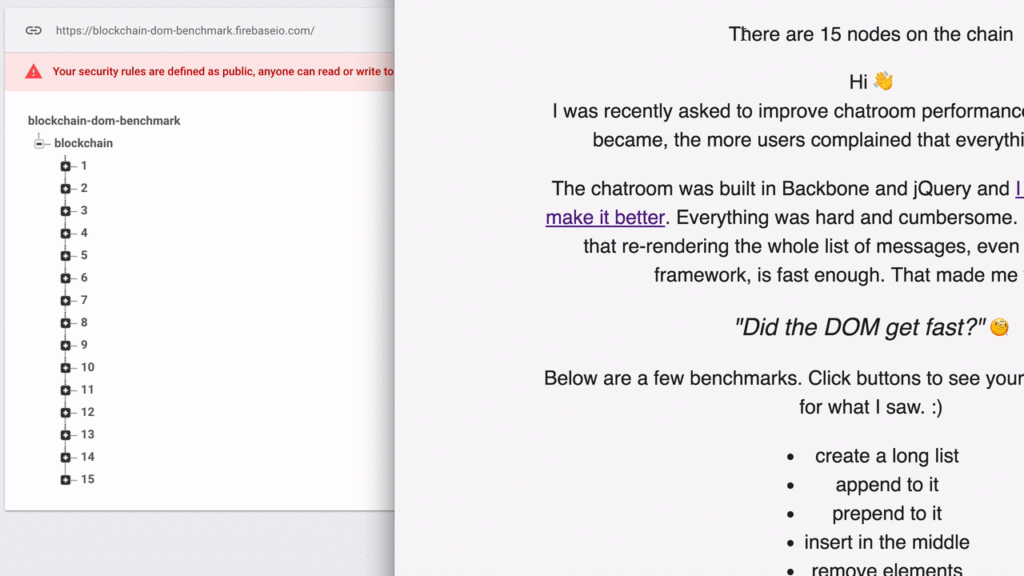 https://blockchain-dom-benchmark.firebaseio.com/
Your security rules are defined as public, anyone can read or write to
blockchain-dom-benchmark
blockchain
1
2
3
4
5
6
7
8
9
10
11
12
13
14
15
There are 15 nodes on the chain
Hi 👋
I was recently asked to improve chatroom performance
became, the more users complained that everythi
The chatroom was built in Backbone and jQuery and I
make it better. Everything was hard and cumbersome.
that re-rendering the whole list of messages, even
framework, is fast enough. That made me
"Did the DOM get fast?" 🧐
Below are a few benchmarks. Click buttons to see your
for what I saw. :)
• create a long list
• append to it
• prepend to it
• insert in the middle
• remove elements